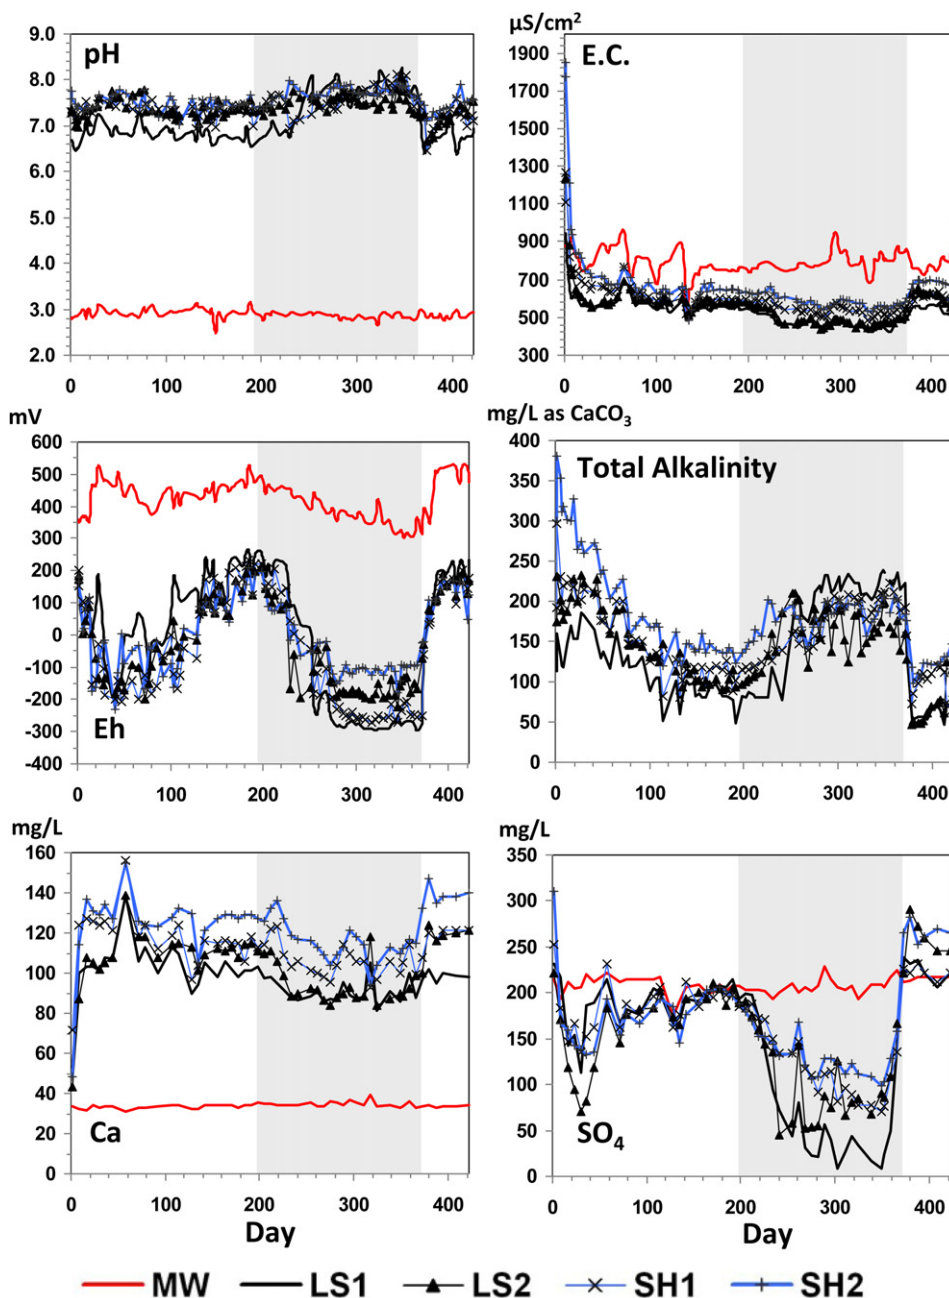 µS/cm²
9.0
8.0
7.0
6.0
5.0
4.0
3.0
2.0
pH
0 100 200 300 400
1900
1700
1500
1300
1100
900
700
500
300
E.C.
0 100 200 300 400
mV
600
500
400
300
200
100
0
-100
-200
-300
-400
Eh
0 100 200 300 400
mg/L as CaCO₃
400
350
300
250
200
150
100
50
0
Total Alkalinity
0 100 200 300 400
mg/L
160
140
120
100
80
60
40
20
0
Ca
0 100 200 300 400
Day
mg/L
350
300
250
200
150
100
50
0
SO₄
0 100 200 300 400
Day
MW LS1 LS2 SH1 SH2